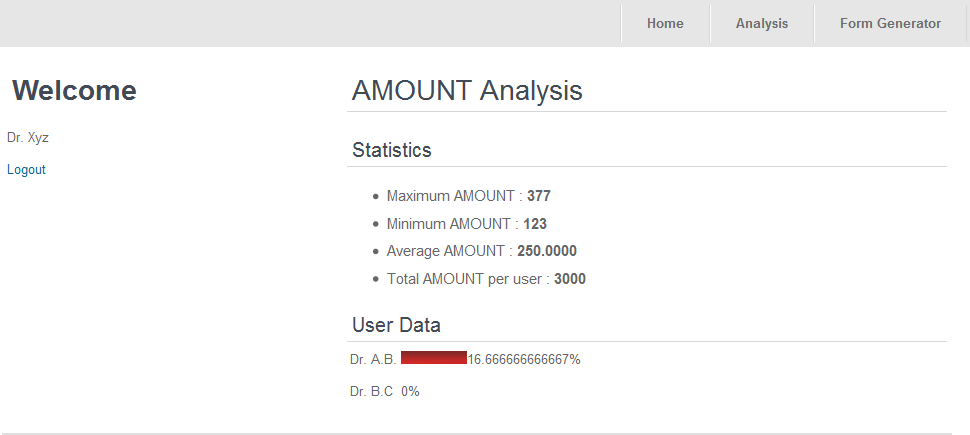 Home Analysis Form Generator
Welcome
Dr. Xyz
Logout
AMOUNT Analysis
Statistics
Maximum AMOUNT : 377
Minimum AMOUNT : 123
Average AMOUNT : 250.0000
Total AMOUNT per user : 3000
User Data
Dr. A.B. 16.666666666667%
Dr. B.C 0%